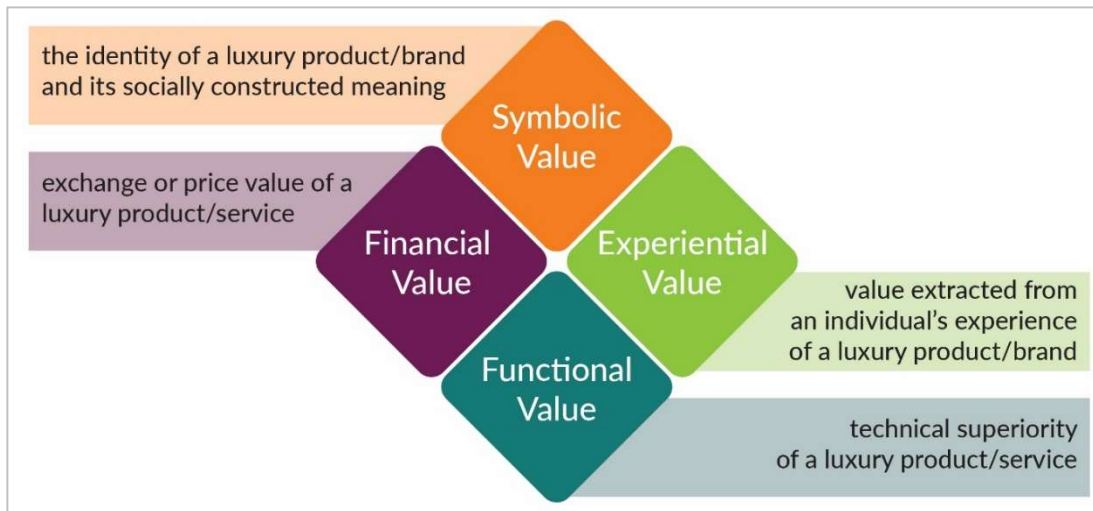 the identity of a luxury product/brand
and its socially constructed meaning
Symbolic
Value
exchange or price value of a
luxury product/service
Financial
Value
Experiential
Value
value extracted from
an individual’s experience
of a luxury product/brand
Functional
Value
technical superiority
of a luxury product/service